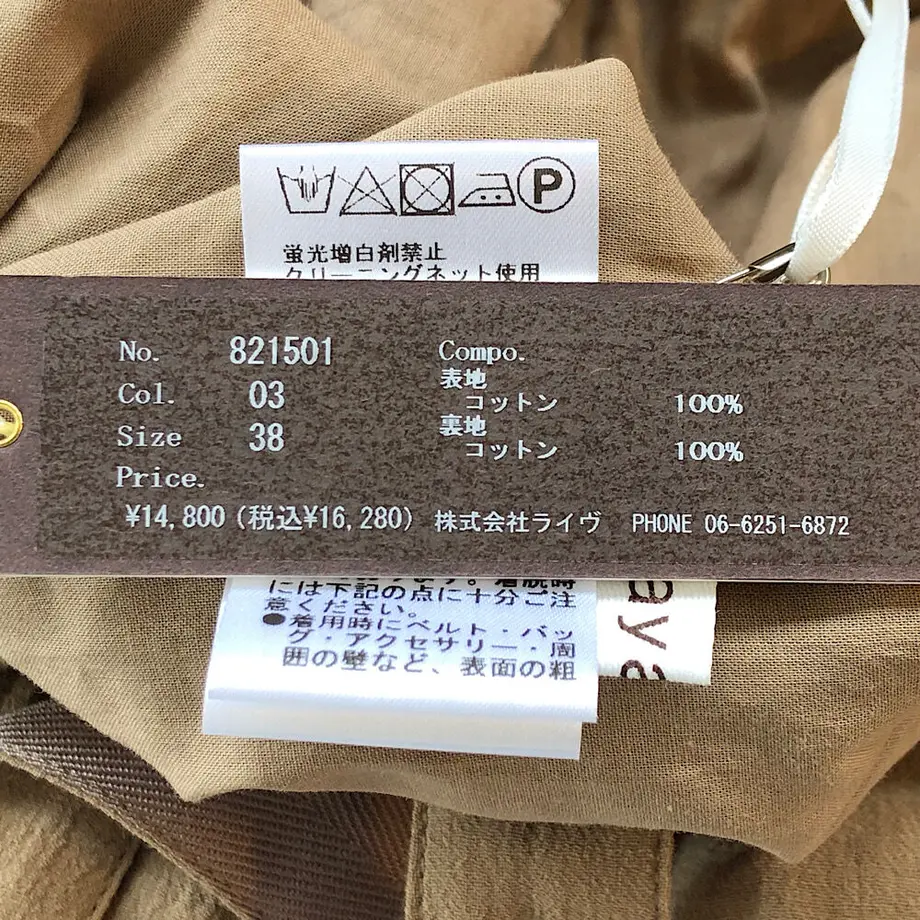 P
蛍光増白剤禁止
クリーニングネット使用
No. 821501
Col. 03
Size 38
Price.
¥14,800 (税込¥16,280)
Compo.
表地
コットン 100%
裏地
コットン 100%
株式会社ライヴ PHONE 06-6251-6872
には下記の点に十分ご注
意ください。
●着用時にベルト・バッ
グ・アクセサリー・周
囲の壁など、表面の粗
aya